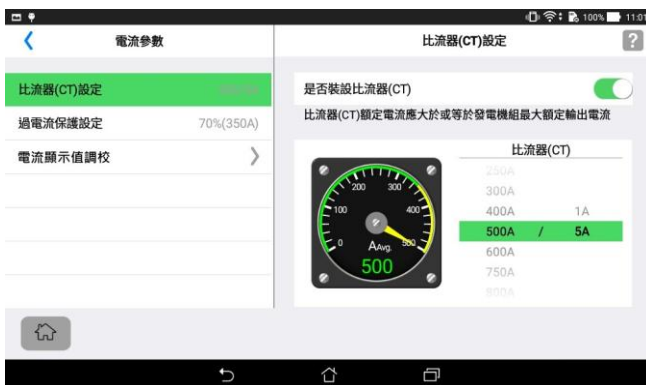 100% 11:01
電流參數
比流器(CT)設定
?
比流器(CT)設定
過電流保護設定 70%(350A)
電流顯示值調校
是否裝設比流器(CT)
比流器(CT)額定電流應大於或等於發電機組最大額定輸出電流
比流器(CT)
250A
300A
400A 1A
500A / 5A
600A
750A
800A
0 100 200 300 400 500
AAvg.
500